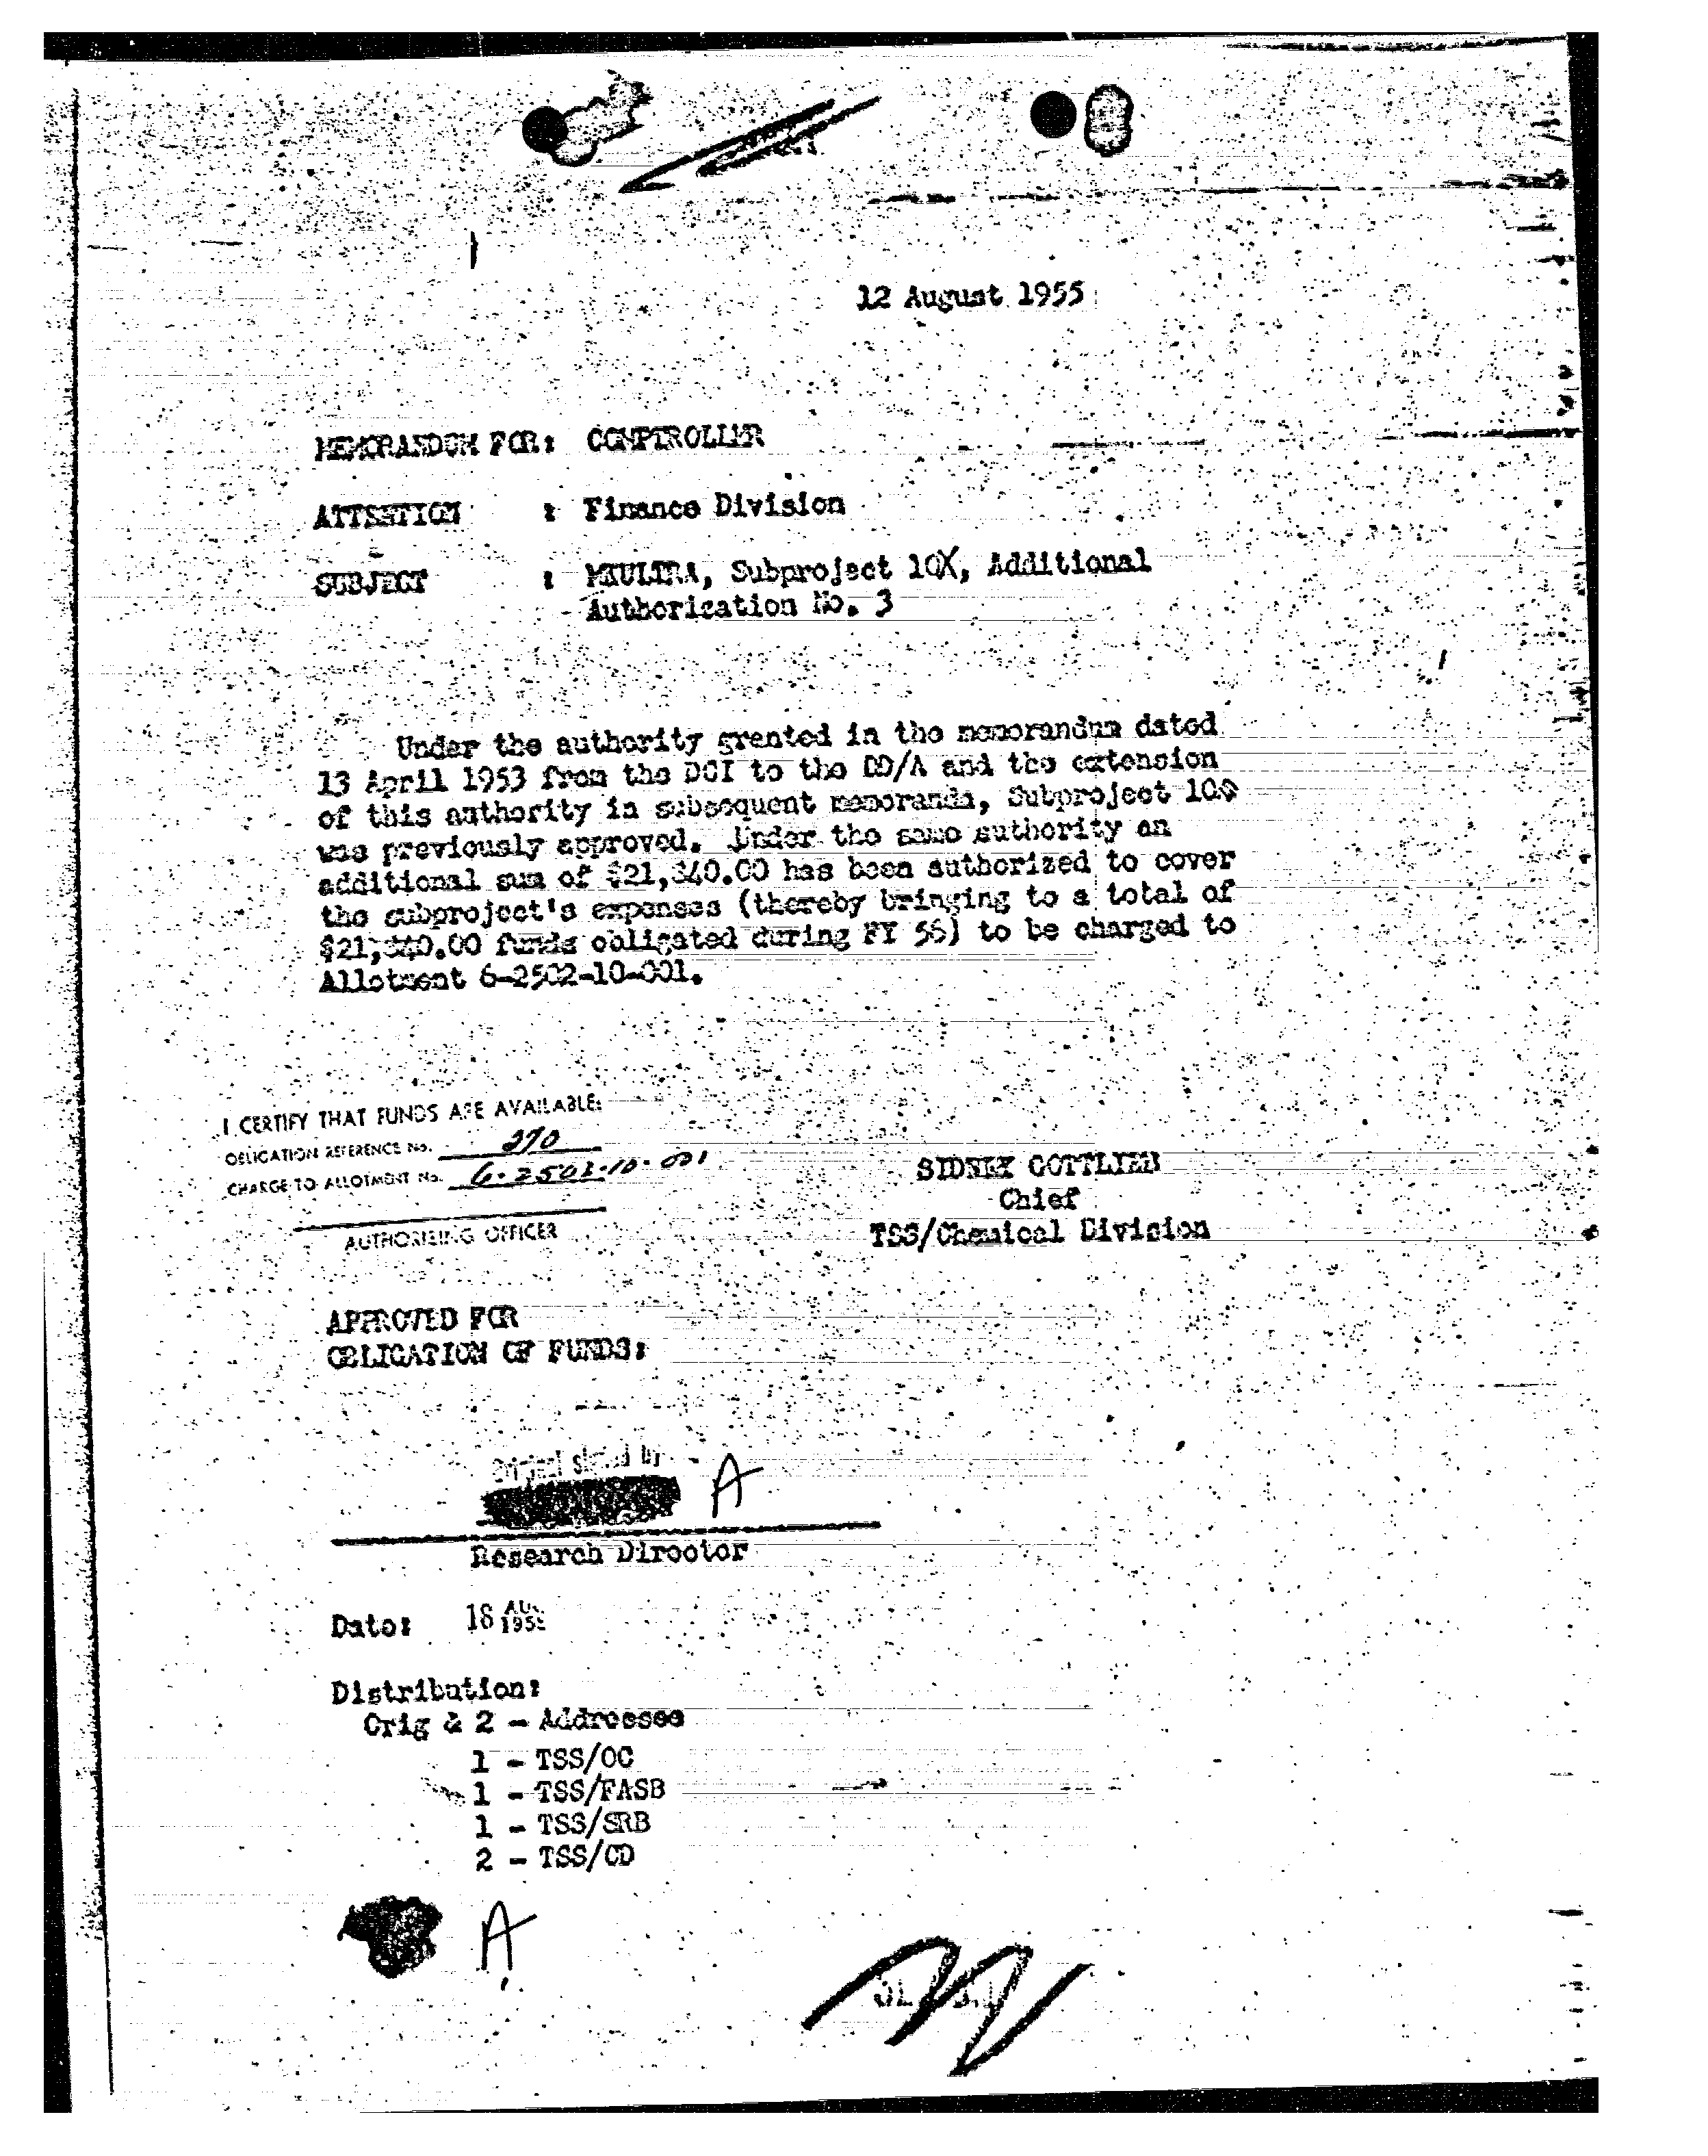 12 August 1955
MEMORANDUM FOR: COMPTROLLER
ATTENTION : Finance Division
SUBJECT : MKULTRA, Subproject 10, Additional
Authorization No. 3
Under the authority granted in the memorandum dated
13 April 1953 from the DCI to the DD/A and the extension
of this authority in subsequent memoranda, Subproject 10
was previously approved. Under the same authority an
additional sum of $21,340.00 has been authorized to cover
the subproject's expenses (thereby bringing to a total of
$21,340.00 funds obligated during FY 56) to be charged to
Allotment 6-2502-10-001.
I CERTIFY THAT FUNDS ARE AVAILABLE:
OBLIGATION REFERENCE No. 270
CHARGE TO ALLOTMENT No. 6-2502-10-001
AUTHORIZING OFFICER
SIDNEY GOTTLIEB
Chief
TSS/Chemical Division
APPROVED FOR
OBLIGATION OF FUNDS:
Original signed by
A
Research Director
Date: 18 AUG 1955
Distribution:
Orig & 2 - Addressee
1 - TSS/OC
1 - TSS/FASB
1 - TSS/SRB
2 - TSS/CD
A